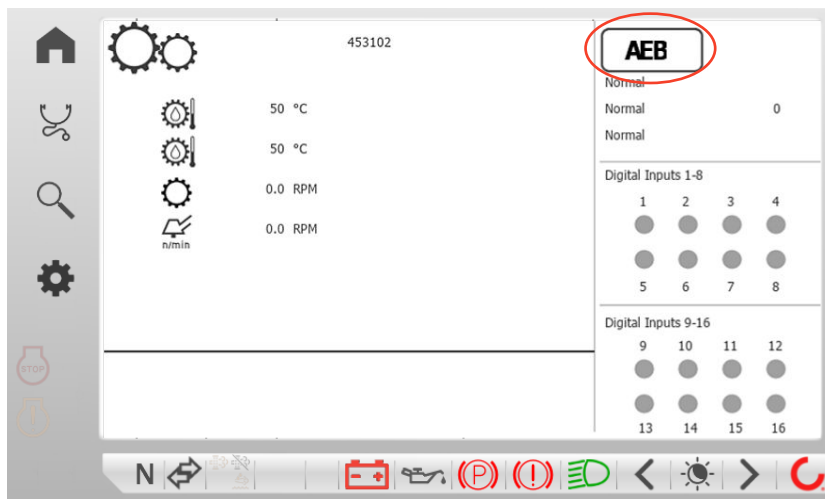 453102
AEB
Normal
50 °C
Normal 0
50 °C
Normal
0.0 RPM
n/min
0.0 RPM
Digital Inputs 1-8
1 2 3 4
5 6 7 8
Digital Inputs 9-16
9 10 11 12
13 14 15 16
STOP
N
P